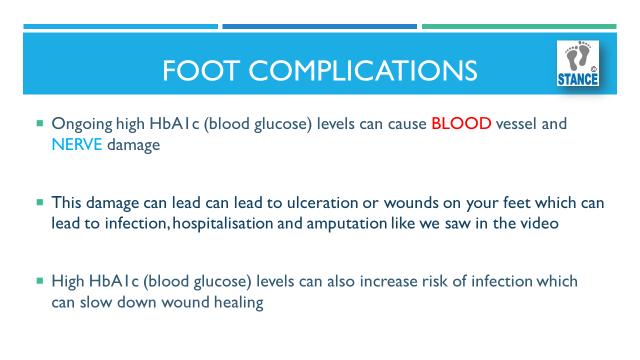 FOOT COMPLICATIONS
STANCE
Ongoing high HbA1c (blood glucose) levels can cause BLOOD vessel and
NERVE damage
This damage can lead can lead to ulceration or wounds on your feet which can
lead to infection, hospitalisation and amputation like we saw in the video
High HbA1c (blood glucose) levels can also increase risk of infection which
can slow down wound healing